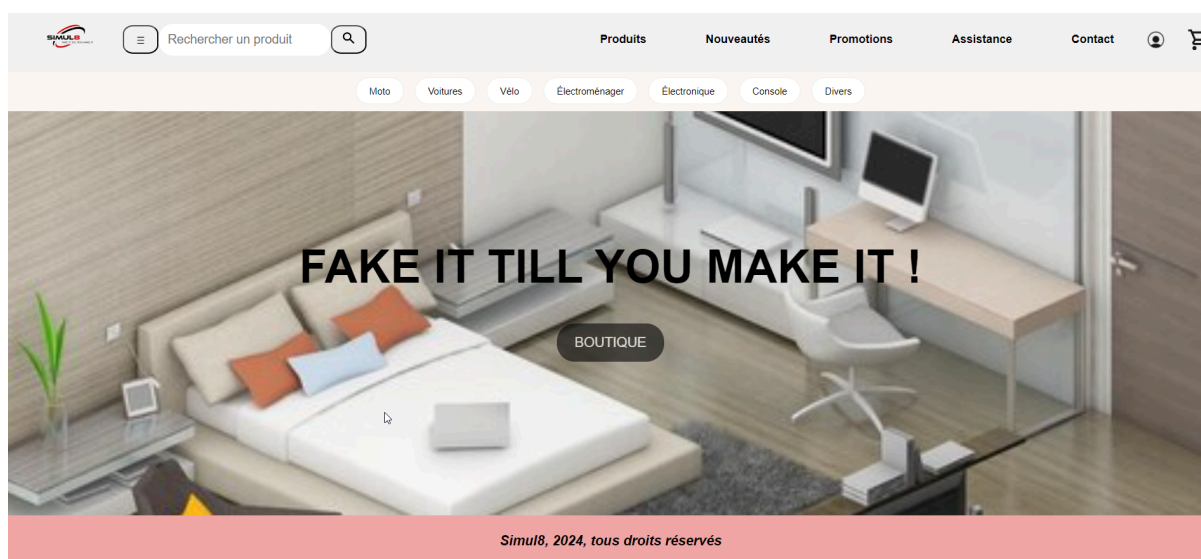 SIMUL8
Rechercher un produit
Produits
Nouveautés
Promotions
Assistance
Contact
Moto
Voitures
Vélo
Électroménager
Électronique
Console
Divers
FAKE IT TILL YOU MAKE IT !
BOUTIQUE
Simul8, 2024, tous droits réservés